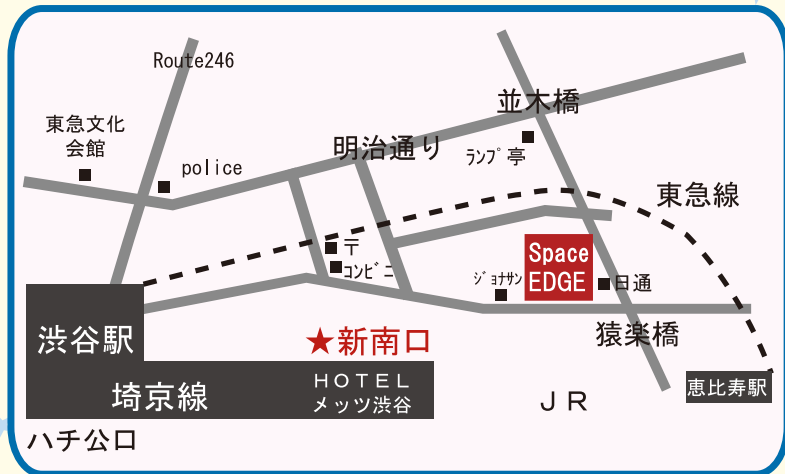 Route246
並木橋
東急文化
会館
明治通り
ランプ亭
police
東急線
〒
コンビニ
Space
EDGE
ジョナサン
日通
渋谷駅
★新南口
猿楽橋
埼京線
HOTEL
メッツ渋谷
JR
恵比寿駅
ハチ公口